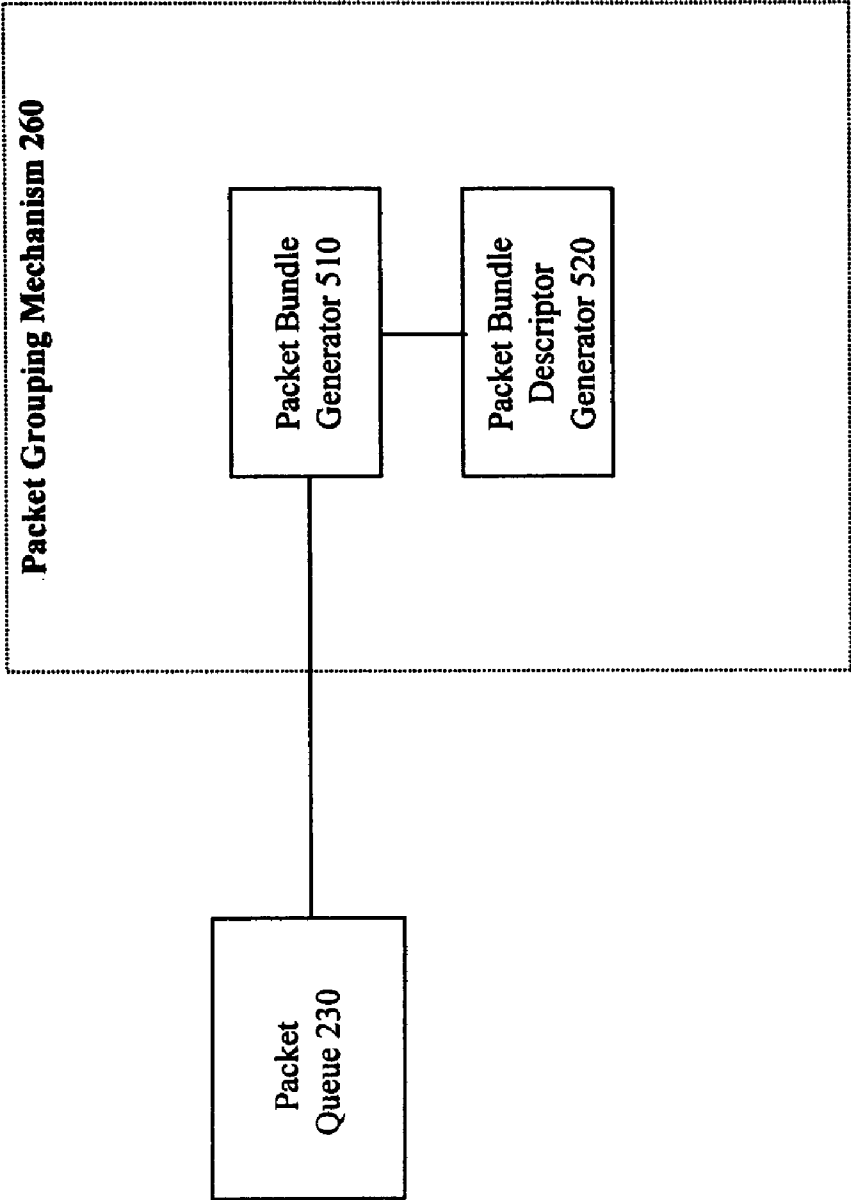 Packet Grouping Mechanism 260
Packet
Queue 230
Packet Bundle
Generator 510
Packet Bundle
Descriptor
Generator 520